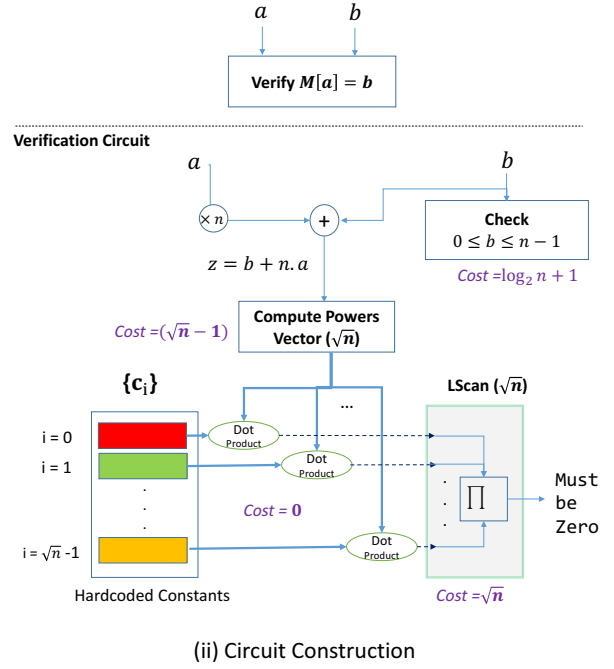 a b
Verify M[a] = b
Verification Circuit
a b
× n + Check
0 ≤ b ≤ n − 1
z = b + n. a Cost =log₂ n + 1
Cost =(√n − 1) Compute Powers
Vector (√n)
{cᵢ} LScan (√n)
...
i = 0 Dot
Product
i = 1 Dot
Product
∏ Must
be
Zero
.
.
.
.
.
.
.
.
.
.
.
.
Cost = 0
i = √n -1 Dot
Product
Hardcoded Constants Cost =√n
(ii) Circuit Construction